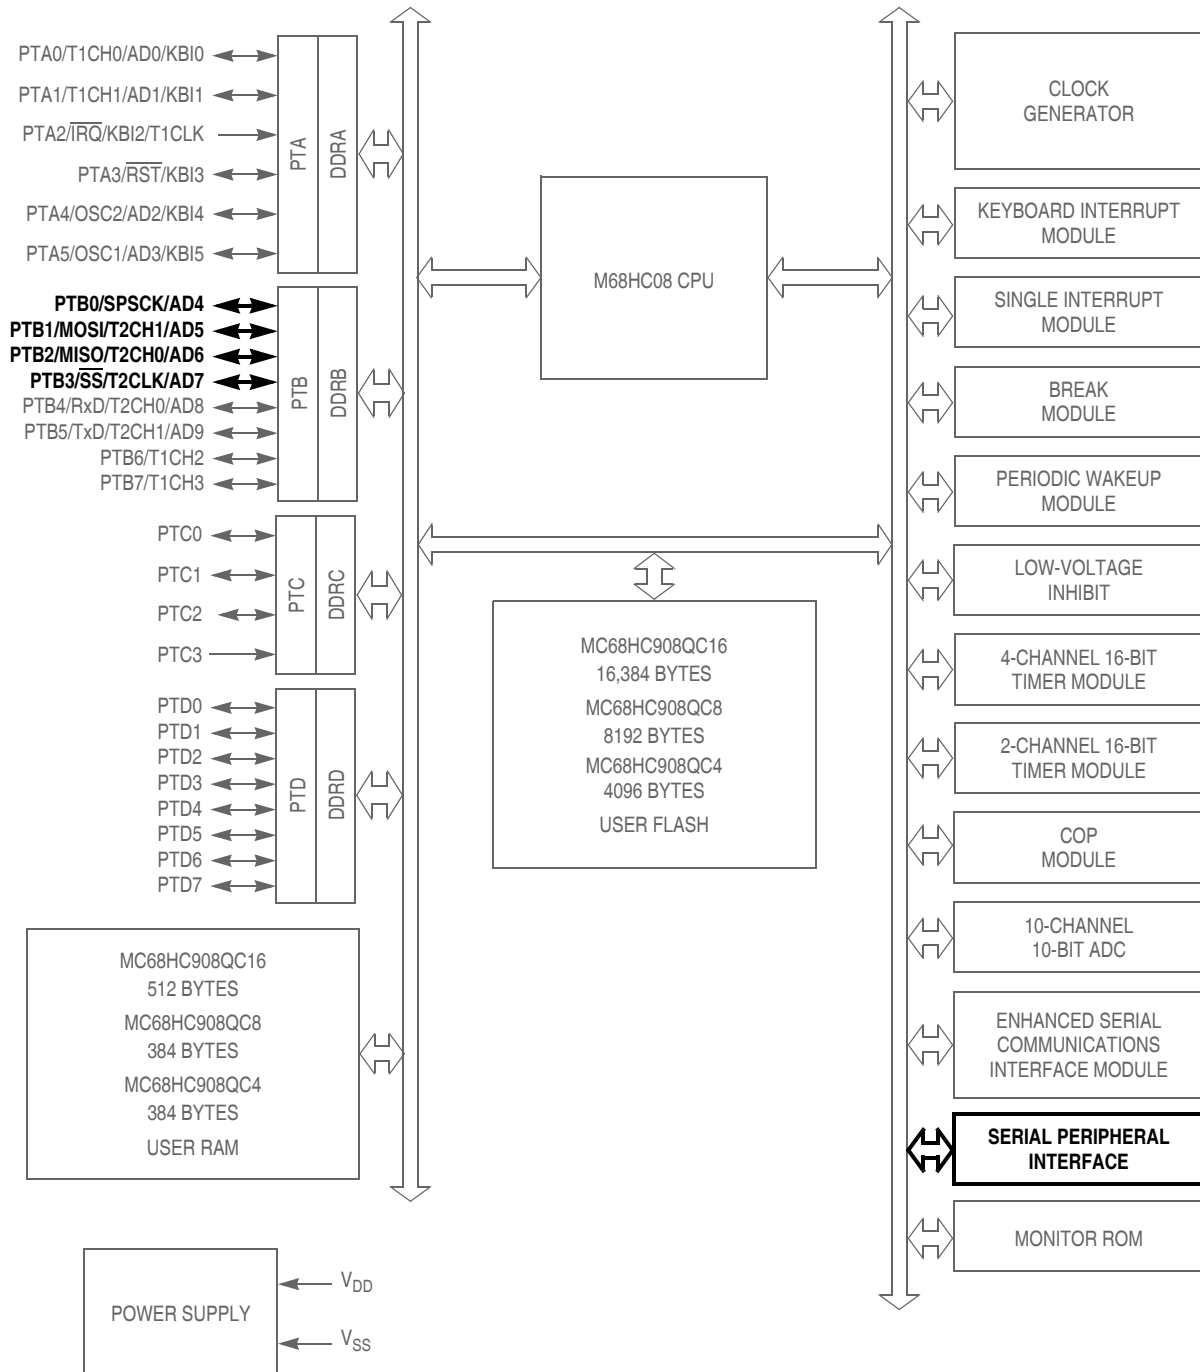 PTA0/T1CH0/AD0/KBI0
PTA1/T1CH1/AD1/KBI1
PTA2/IRQ/KBI2/T1CLK
PTA3/RST/KBI3
PTA4/OSC2/AD2/KBI4
PTA5/OSC1/AD3/KBI5
PTA
DDRA
PTB0/SPSCK/AD4
PTB1/MOSI/T2CH1/AD5
PTB2/MISO/T2CH0/AD6
PTB3/SS/T2CLK/AD7
PTB4/RxD/T2CH0/AD8
PTB5/TxD/T2CH1/AD9
PTB6/T1CH2
PTB7/T1CH3
PTB
DDRB
PTC0
PTC1
PTC2
PTC3
PTC
DDRC
PTD0
PTD1
PTD2
PTD3
PTD4
PTD5
PTD6
PTD7
PTD
DDRD
MC68HC908QC16
512 BYTES
MC68HC908QC8
384 BYTES
MC68HC908QC4
384 BYTES
USER RAM
POWER SUPPLY
VDD
VSS
M68HC08 CPU
MC68HC908QC16
16,384 BYTES
MC68HC908QC8
8192 BYTES
MC68HC908QC4
4096 BYTES
USER FLASH
CLOCK
GENERATOR
KEYBOARD INTERRUPT
MODULE
SINGLE INTERRUPT
MODULE
BREAK
MODULE
PERIODIC WAKEUP
MODULE
LOW-VOLTAGE
INHIBIT
4-CHANNEL 16-BIT
TIMER MODULE
2-CHANNEL 16-BIT
TIMER MODULE
COP
MODULE
10-CHANNEL
10-BIT ADC
ENHANCED SERIAL
COMMUNICATIONS
INTERFACE MODULE
SERIAL PERIPHERAL
INTERFACE
MONITOR ROM